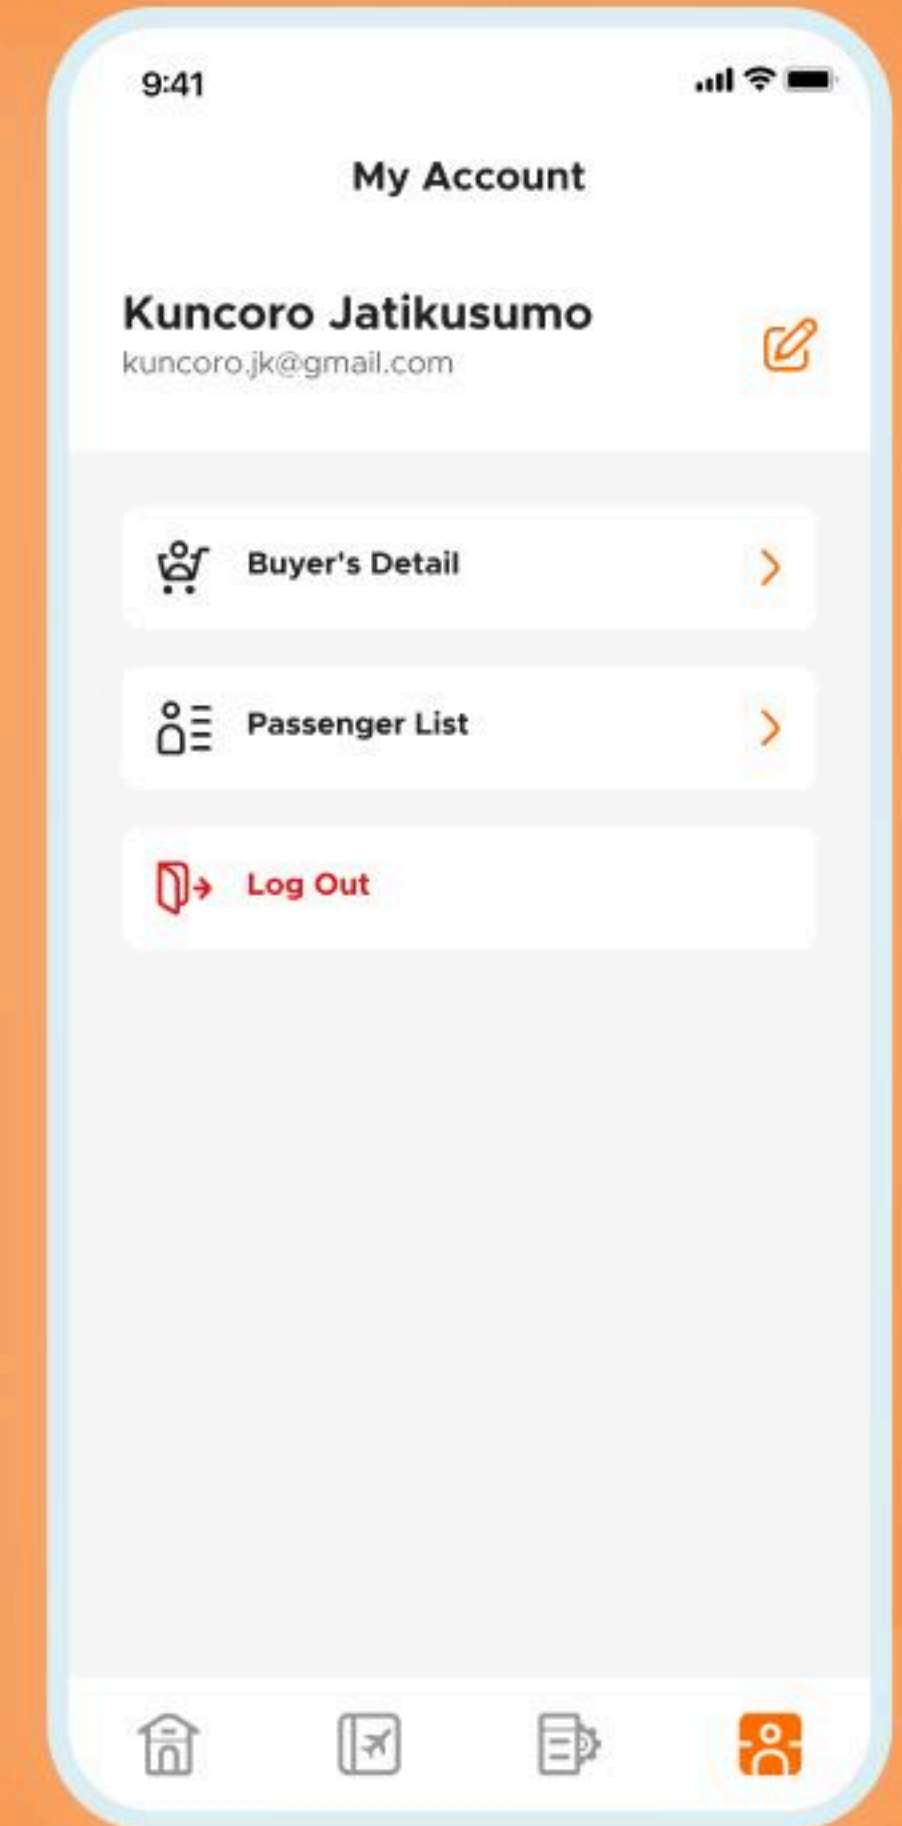 9:41
My Account
Kuncoro Jatikusumo
kuncoro.jk@gmail.com
Buyer's Detail
Passenger List
Log Out